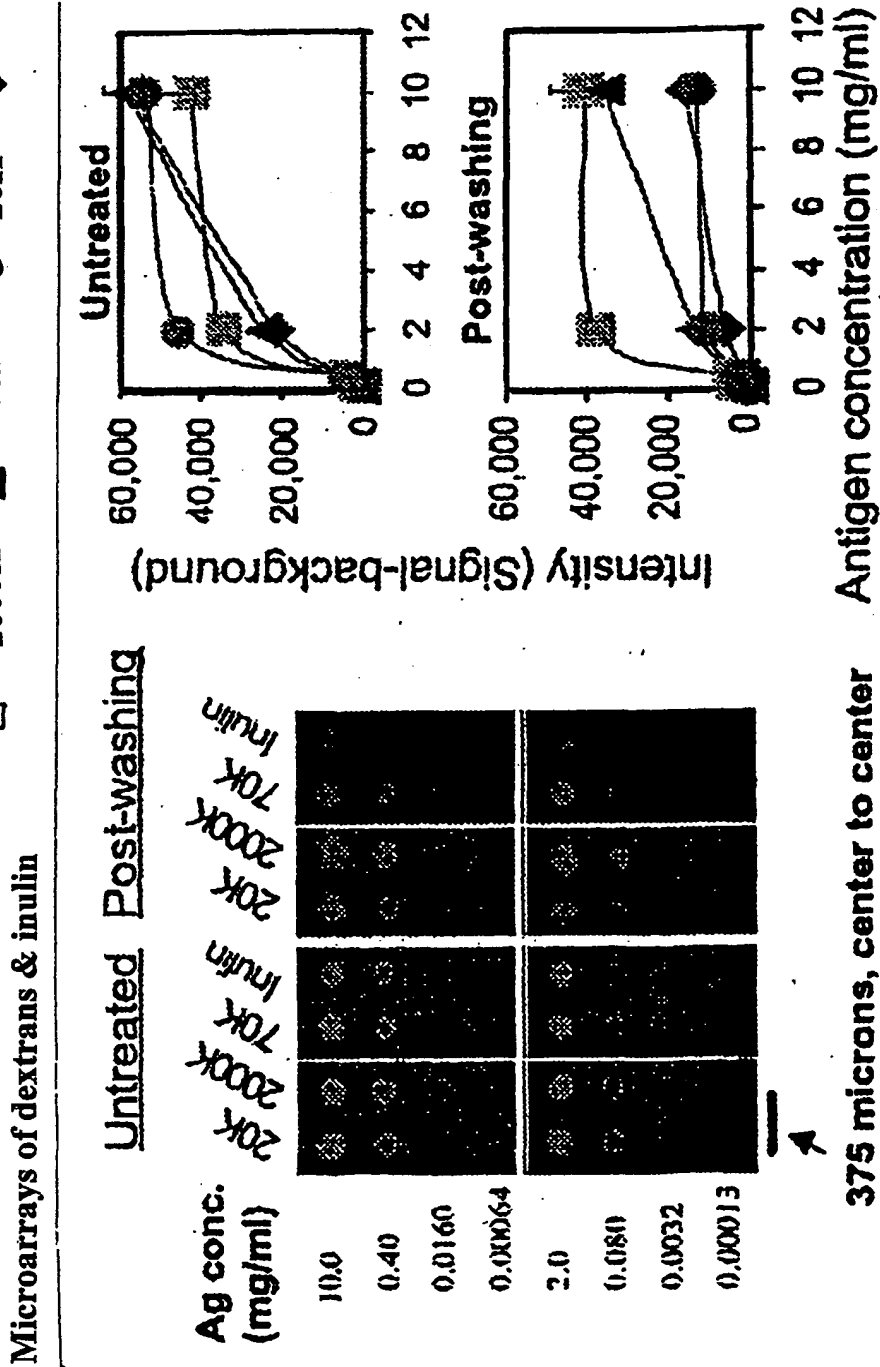 Microarrays of dextrans & inulin
Untreated Post-washing
20K 2000K 70K Inulin 20K 2000K 70K Inulin
Ag conc.
(mg/ml)
10.0
0.40
0.0160
0.00064
2.0
0.080
0.0032
0.00013
375 microns, center to center
Intensity (Signal-background)
Untreated
60,000
40,000
20,000
0
0 2 4 6 8 10 12
Post-washing
60,000
40,000
20,000
0
0 2 4 6 8 10 12
Antigen concentration (mg/ml)